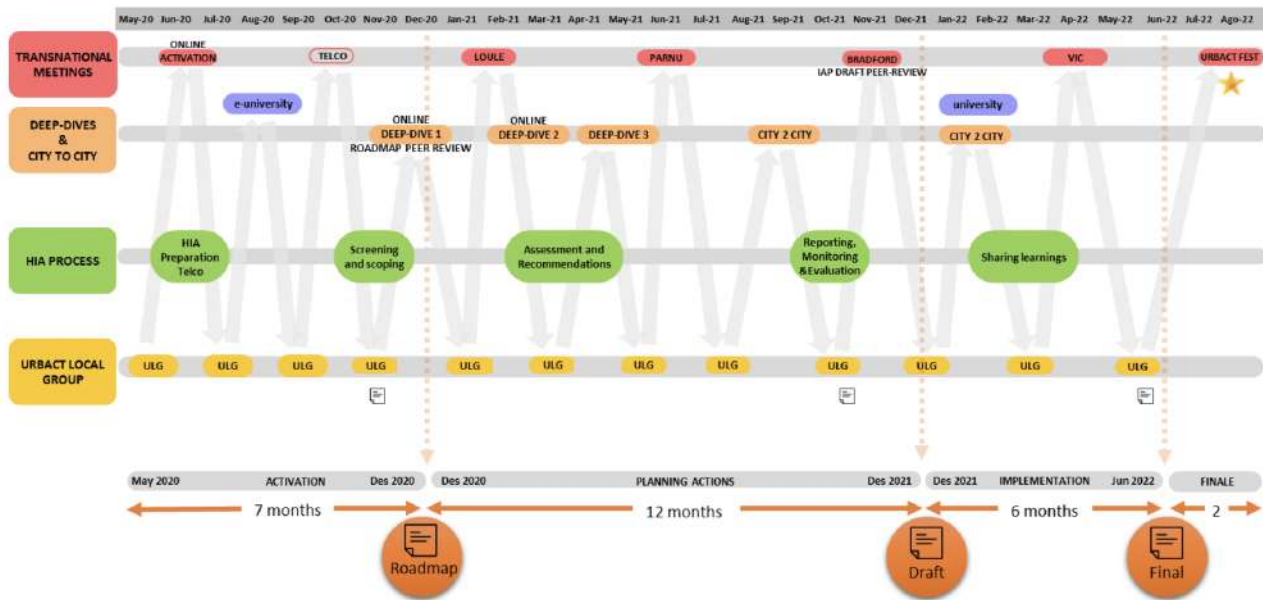 May-20 Jun-20 Jul-20 Aug-20 Sep-20 Oct-20 Nov-20 Dec-20 Jan-21 Feb-21 Mar-21 Apr-21 May-21 Jun-21 Jul-21 Aug-21 Sep-21 Oct-21 Nov-21 Dec-21 Jan-22 Feb-22 Mar-22 Ap-22 May-22 Jun-22 Jul-22 Ago-22
TRANSNATIONAL
MEETINGS
ONLINE
ACTIVATION
TELCO
LOULE
PARNU
BRADFORD
IAP DRAFT PEER-REVIEW
VIC
URBACT FEST
e-university
university
DEEP-DIVES
&
CITY TO CITY
ONLINE
DEEP-DIVE 1
ROADMAP PEER REVIEW
ONLINE
DEEP-DIVE 2
DEEP-DIVE 3
CITY 2 CITY
CITY 2 CITY
HIA PROCESS
HIA
Preparation
Telco
Screening
and scoping
Assessment and
Recommendations
Reporting,
Monitoring
&Evaluation
Sharing learnings
URBACT LOCAL
GROUP
ULG ULG ULG ULG ULG ULG ULG ULG ULG ULG ULG ULG
May 2020 ACTIVATION Des 2020
Des 2020 PLANNING ACTIONS Des 2021
Des 2021 IMPLEMENTATION Jun 2022
FINALE
7 months
12 months
6 months
2
Roadmap
Draft
Final